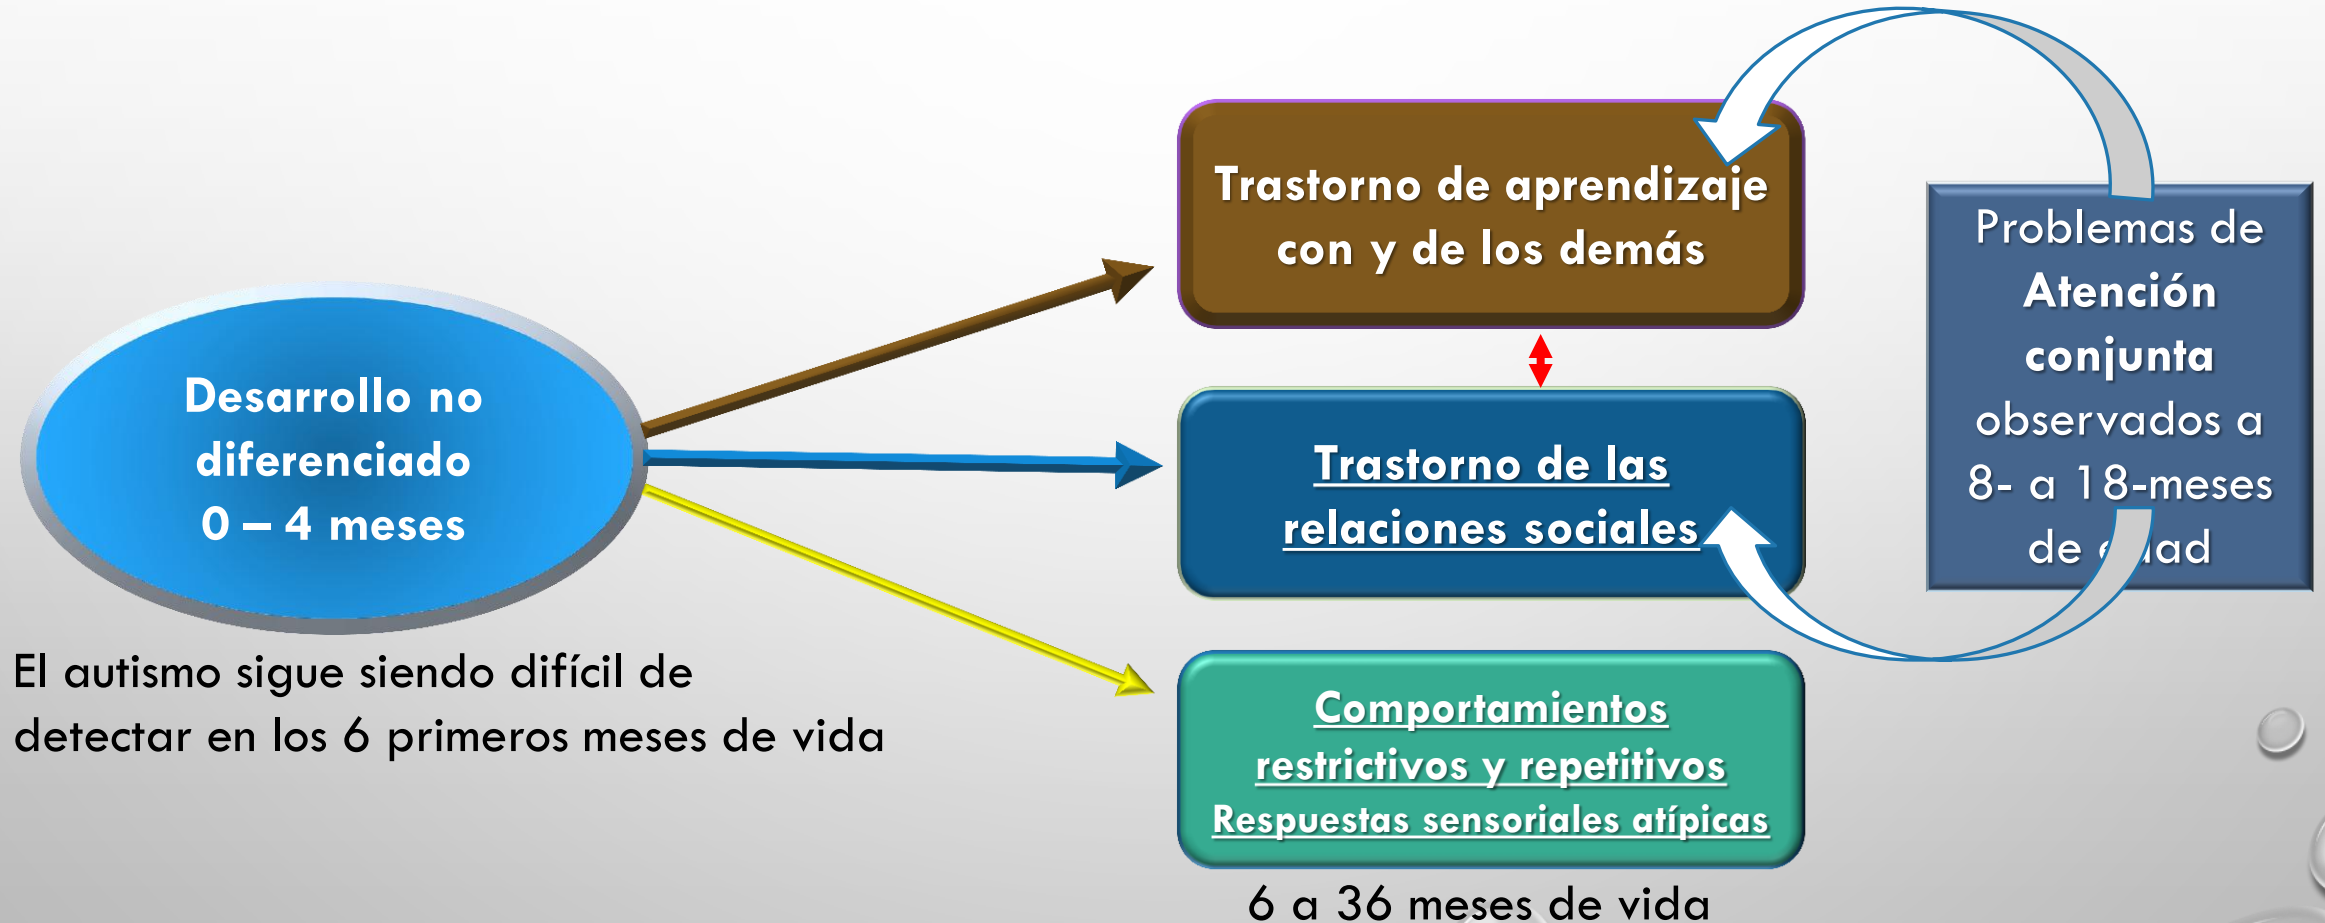 Desarrollo no
diferenciado
0 – 4 meses
El autismo sigue siendo difícil de
detectar en los 6 primeros meses de vida
Trastorno de aprendizaje
con y de los demás
Trastorno de las
relaciones sociales
Comportamientos
restrictivos y repetitivos
Respuestas sensoriales atípicas
6 a 36 meses de vida
Problemas de
Atención
conjunta
observados a
8- a 18-meses
de edad